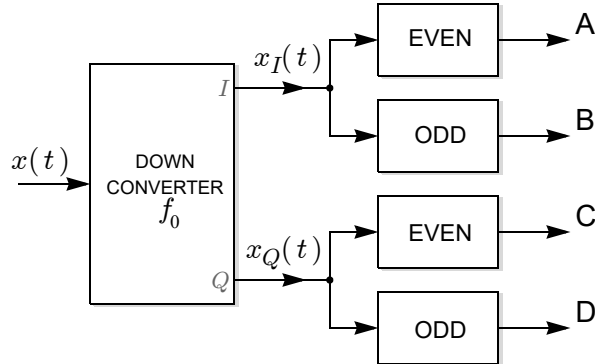 EVEN
A
x_I(t)
I
ODD
B
x(t)
DOWN
CONVERTER
f_0
EVEN
C
x_Q(t)
Q
ODD
D